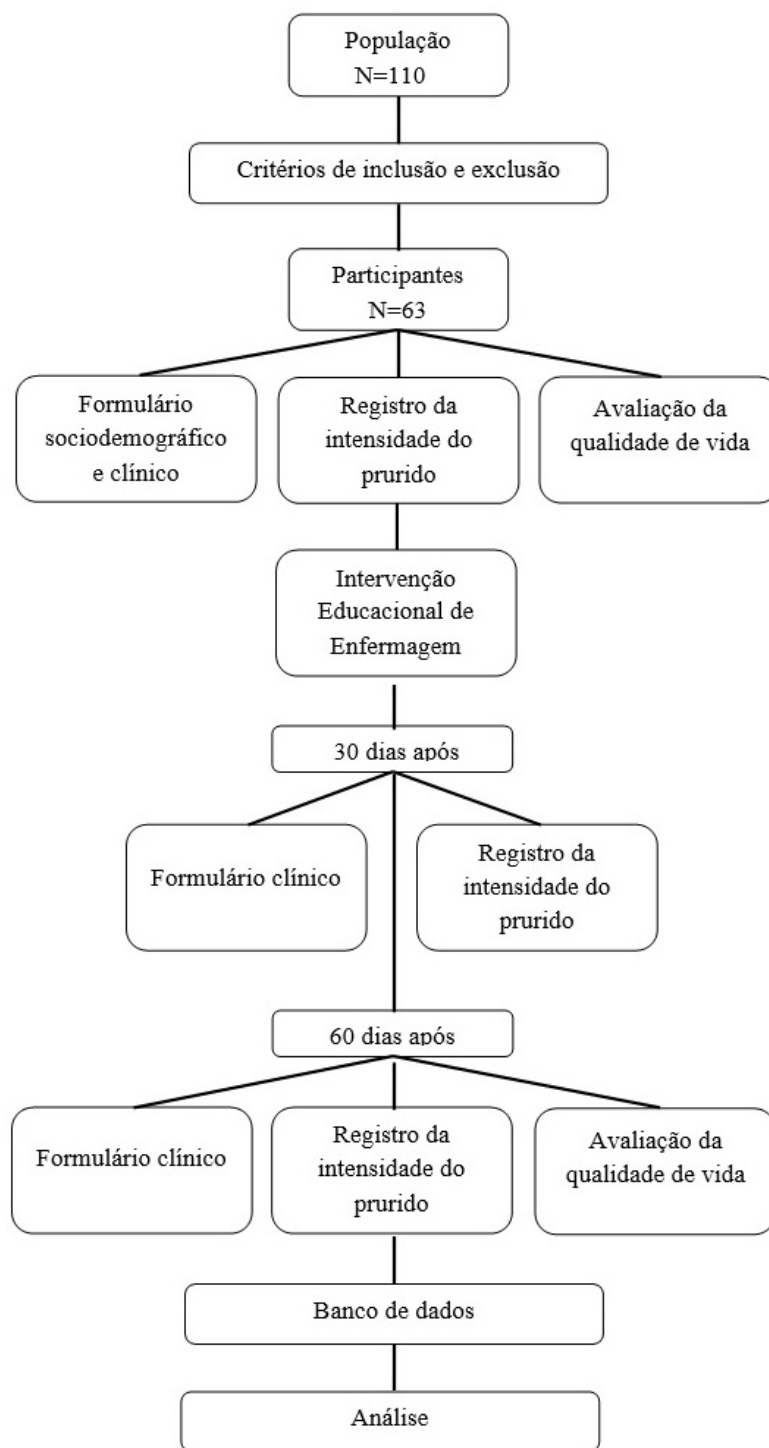 População
N=110
Critérios de inclusão e exclusão
Participantes
N=63
Formulário
sociodemográfico
e clínico
Registro da
intensidade do
prurido
Avaliação da
qualidade de vida
Intervenção
Educacional de
Enfermagem
30 dias após
Formulário clínico
Registro da
intensidade do
prurido
60 dias após
Formulário clínico
Registro da
intensidade do
prurido
Avaliação da
qualidade de vida
Banco de dados
Análise